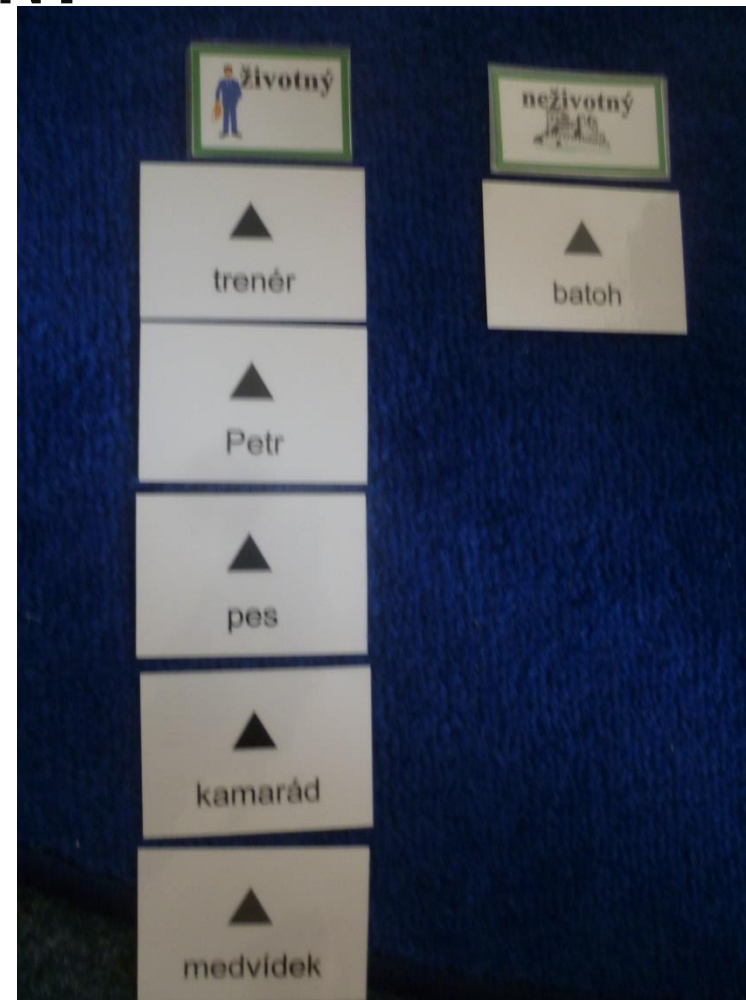 životný
trenér
Petr
pes
kamarád
medvídek
neživotný
batoh